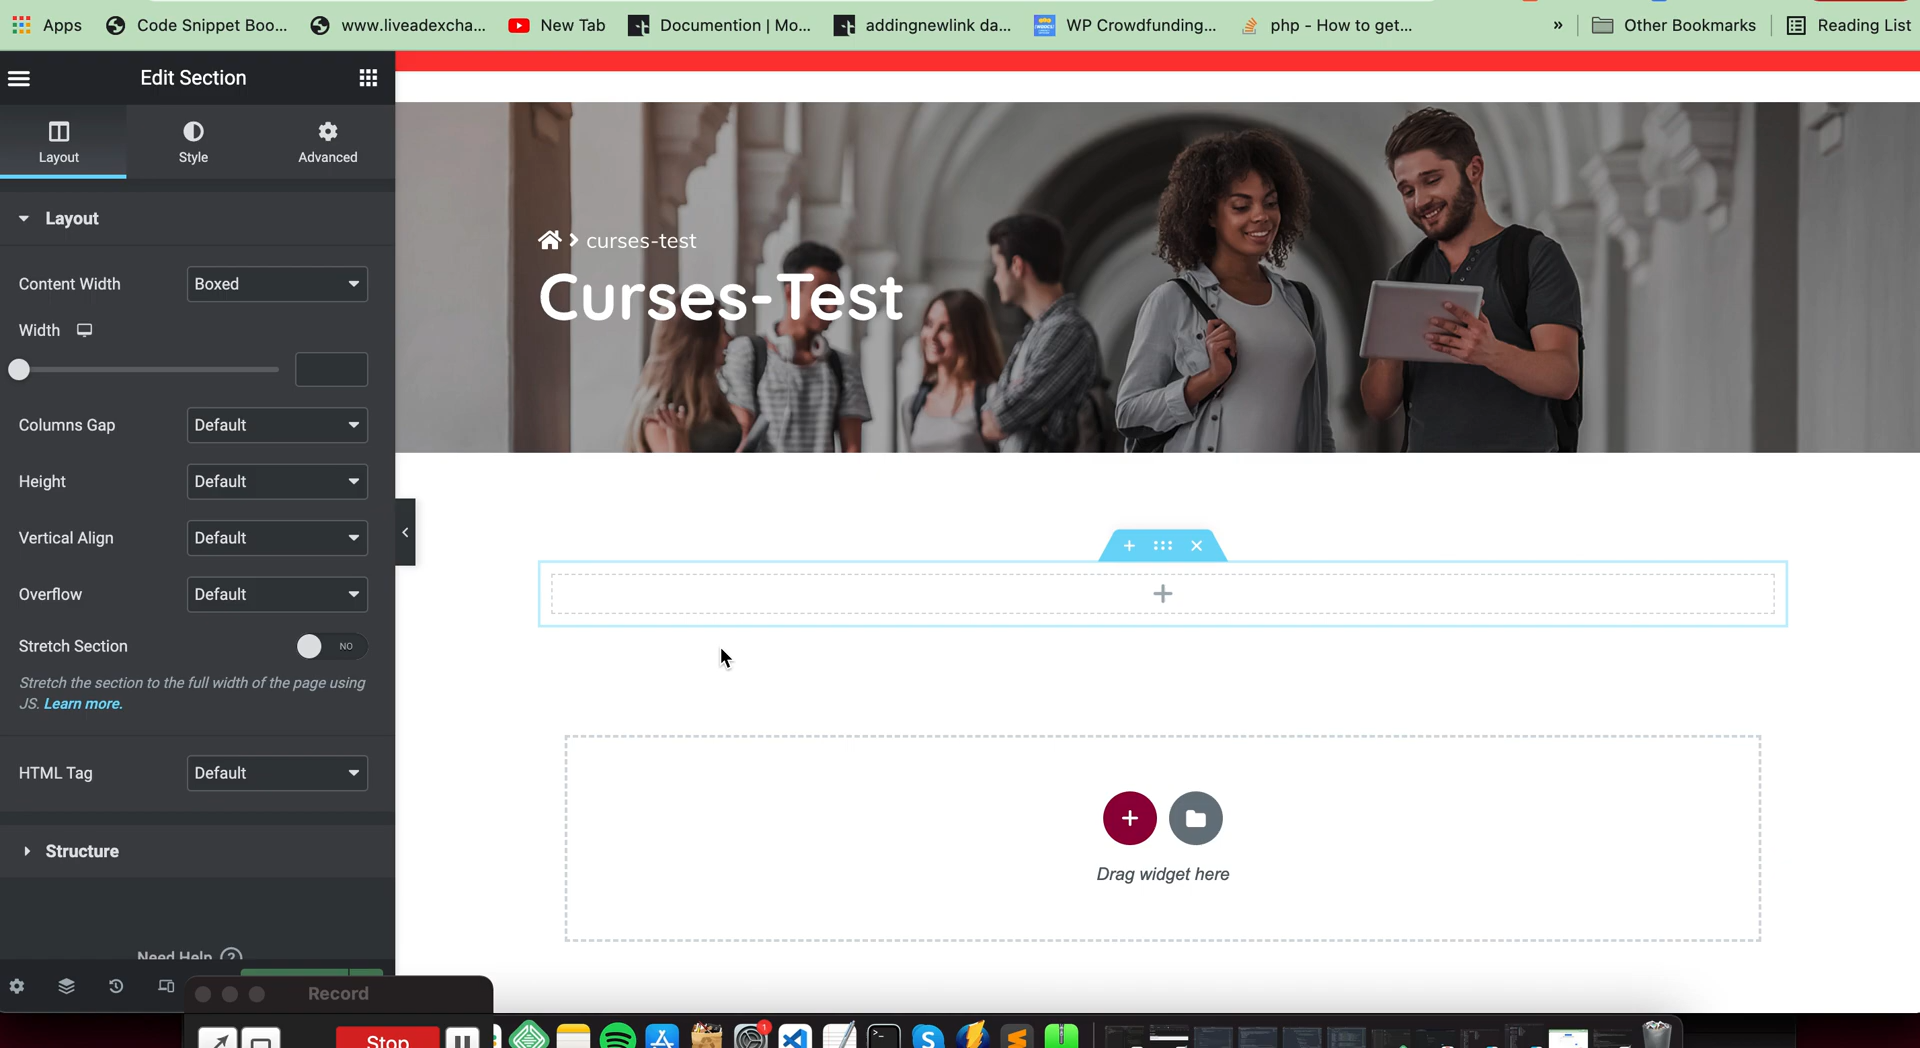 Apps
Code Snippet Boo...
www.liveadexcha...
New Tab
Documention | Mo...
addingnewlink da...
WP Crowdfunding...
php - How to get...
»
Other Bookmarks
Reading List
Edit Section
Layout
Style
Advanced
Layout
Content Width
Boxed
Width
Columns Gap
Default
Height
Default
Vertical Align
Default
Overflow
Default
Stretch Section
NO
Stretch the section to the full width of the page using
JS. Learn more.
HTML Tag
Default
Structure
Need Help ?
curses-test
Curses-Test
Drag widget here
Record
Stop
1